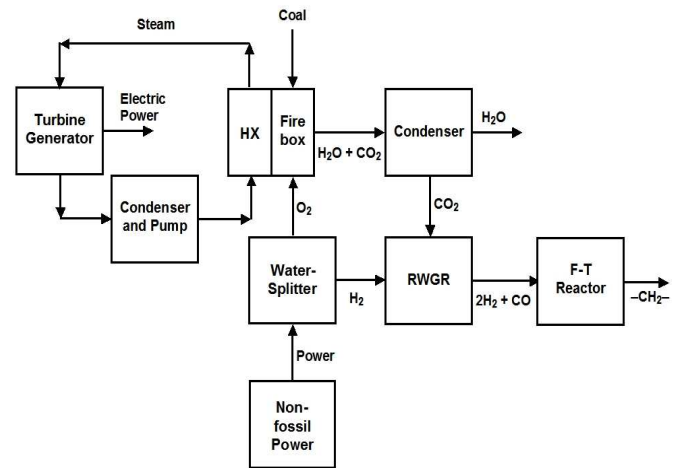 Coal
Steam
Turbine
Generator
Electric
Power
HX
Fire
box
H₂O + CO₂
Condenser
H₂O
Condenser
and Pump
O₂
CO₂
Water-
Splitter
H₂
RWGR
2H₂ + CO
F-T
Reactor
–CH₂–
Power
Non-
fossil
Power